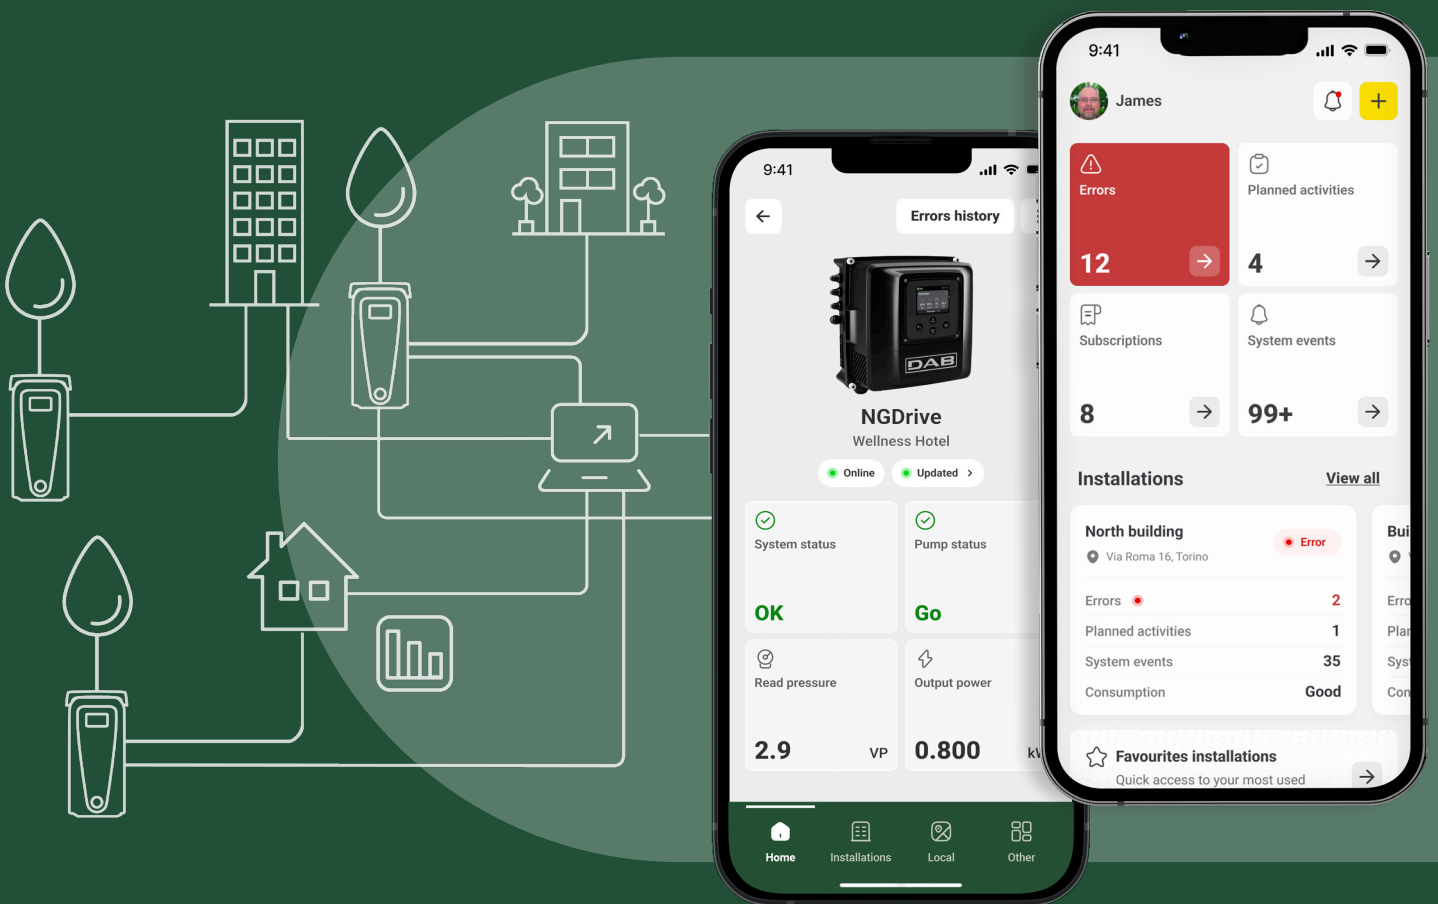 9:41
Errors history
DAB
NGDrive
Wellness Hotel
Online
Updated
System status
OK
Pump status
Go
Read pressure
2.9 VP
Output power
0.800
Home
Installations
Local
Other
9:41
James
Errors
12
Planned activities
4
Subscriptions
8
System events
99+
Installations
View all
North building
Via Roma 16, Torino
Error
Errors 2
Planned activities 1
System events 35
Consumption Good
Favourites installations
Quick access to your most used